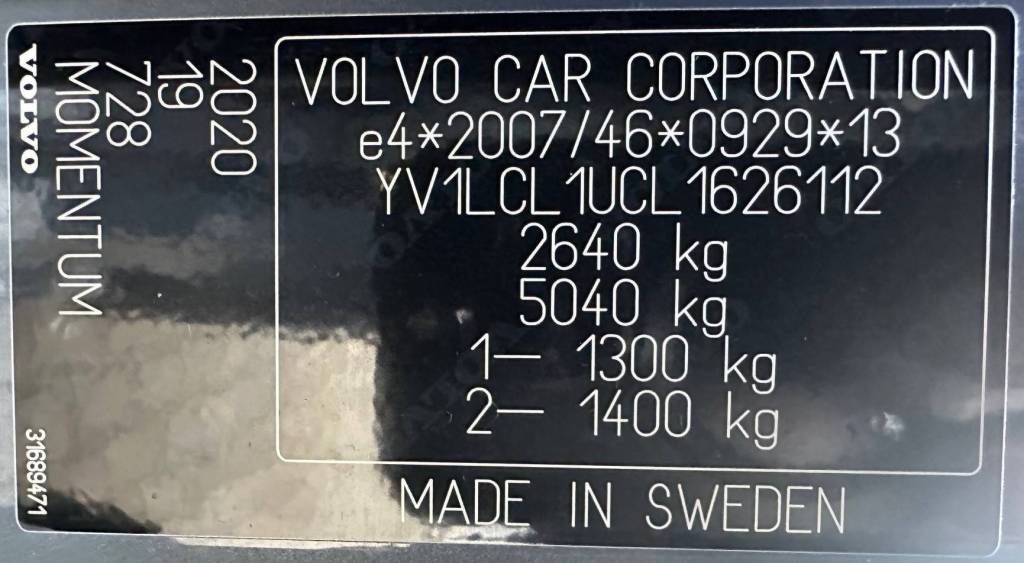 VOLVO CAR CORPORATION
e4*2007/46*0929*13
YV1LCL1UCL1626112
2640 kg
5040 kg
1— 1300 kg
2— 1400 kg
MADE IN SWEDEN
2020
19
728
MOMENTUM
VOLVO
31689471